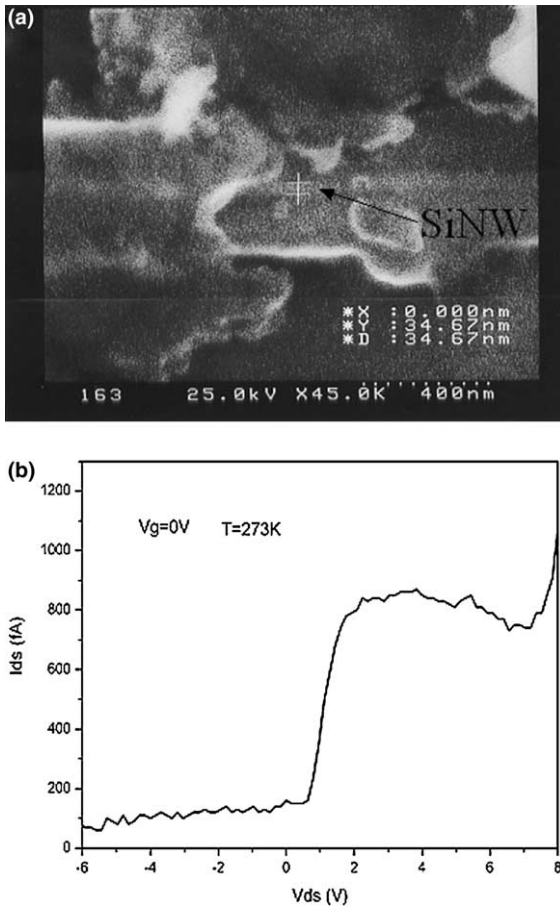 (a)
SiNW
*X :0.000nm
*Y :34.67nm
*D :34.67nm
163 25.0kV X45.0K 400nm
(b)
1200
1000
800
600
400
200
0
Ids (fA)
Vg=0V T=273K
-6 -4 -2 0 2 4 6 8
Vds (V)